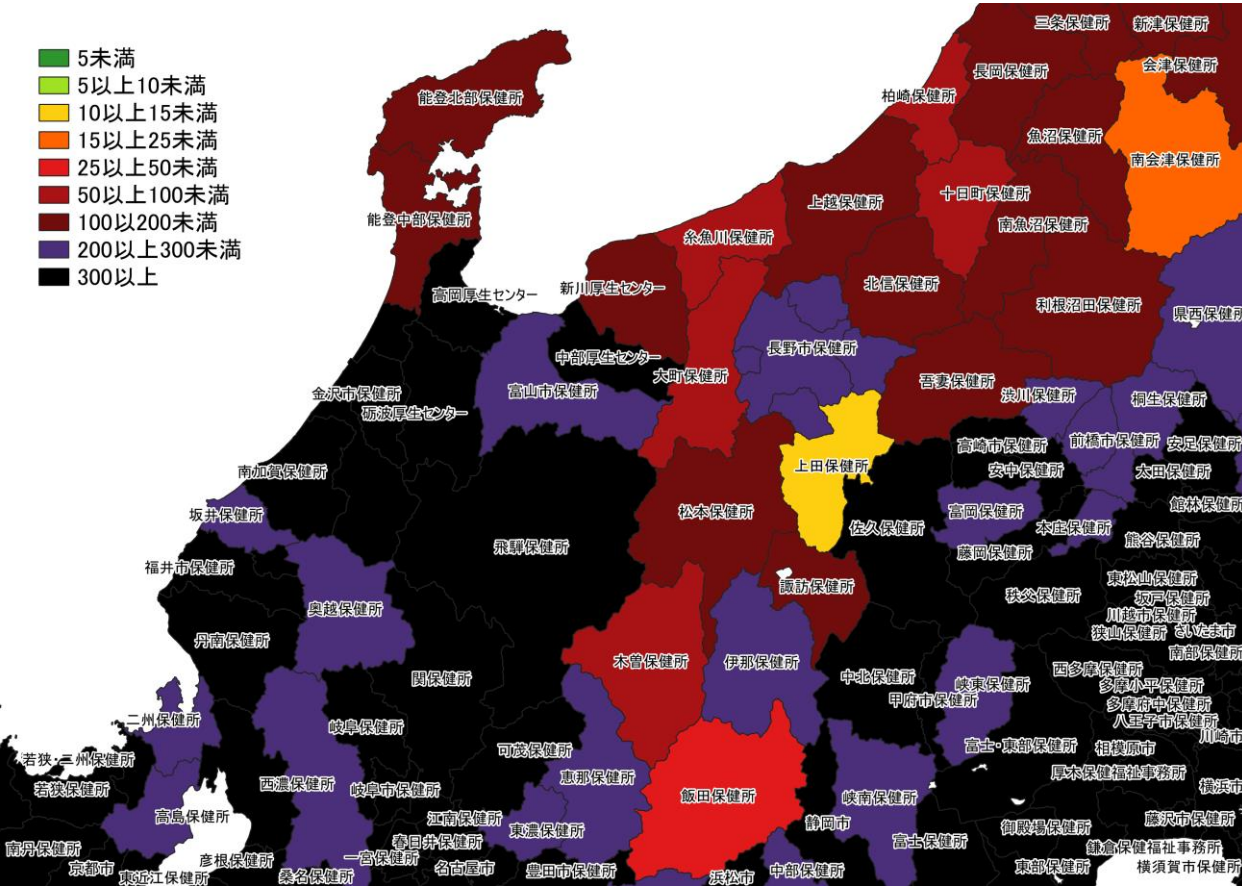 5未満
5以上10未満
10以上15未満
15以上25未満
25以上50未満
50以上100未満
100以200未満
200以上300未満
300以上
三条保健所
新津保健所
能登北部保健所
長岡保健所
会津保健所
柏崎保健所
魚沼保健所
南会津保健所
十日町保健所
上越保健所
能登中部保健所
南魚沼保健所
糸魚川保健所
北信保健所
新川厚生センター
高岡厚生センター
利根沼田保健所
県西保健所
長野市保健所
中部厚生センター
大町保健所
吾妻保健所
富山市保健所
金沢市保健所
渋川保健所
桐生保健所
砺波厚生センター
前橋市保健所
高崎市保健所
安足保健所
上田保健所
安中保健所
太田保健所
南加賀保健所
館林保健所
松本保健所
富岡保健所
坂井保健所
佐久保健所
本庄保健所
熊谷保健所
飛騨保健所
藤岡保健所
福井市保健所
東松山保健所
諏訪保健所
秩父保健所
坂戸保健所
奥越保健所
川越市保健所
狭山保健所
さいたま市
丹南保健所
南部保健所
木曽保健所
伊那保健所
西多摩保健所
関保健所
中北保健所
峡東保健所
多摩小平保健所
甲府市保健所
多摩府中保健所
二州保健所
八王子市保健所
岐阜保健所
川崎市
富士・東部保健所
相模原市
可茂保健所
若狭・二州保健所
厚木保健福祉事務所
恵那保健所
西濃保健所
若狭保健所
岐阜市保健所
横浜市
飯田保健所
峡南保健所
高島保健所
江南保健所
藤沢市保健所
静岡市
御殿場保健所
東濃保健所
春日井保健所
富士保健所
南丹保健所
鎌倉保健福祉事務所
一宮保健所
彦根保健所
京都市
名古屋市
豊田市保健所
中部保健所
東部保健所
横須賀市保健所
東近江保健所
桑名保健所
浜松市